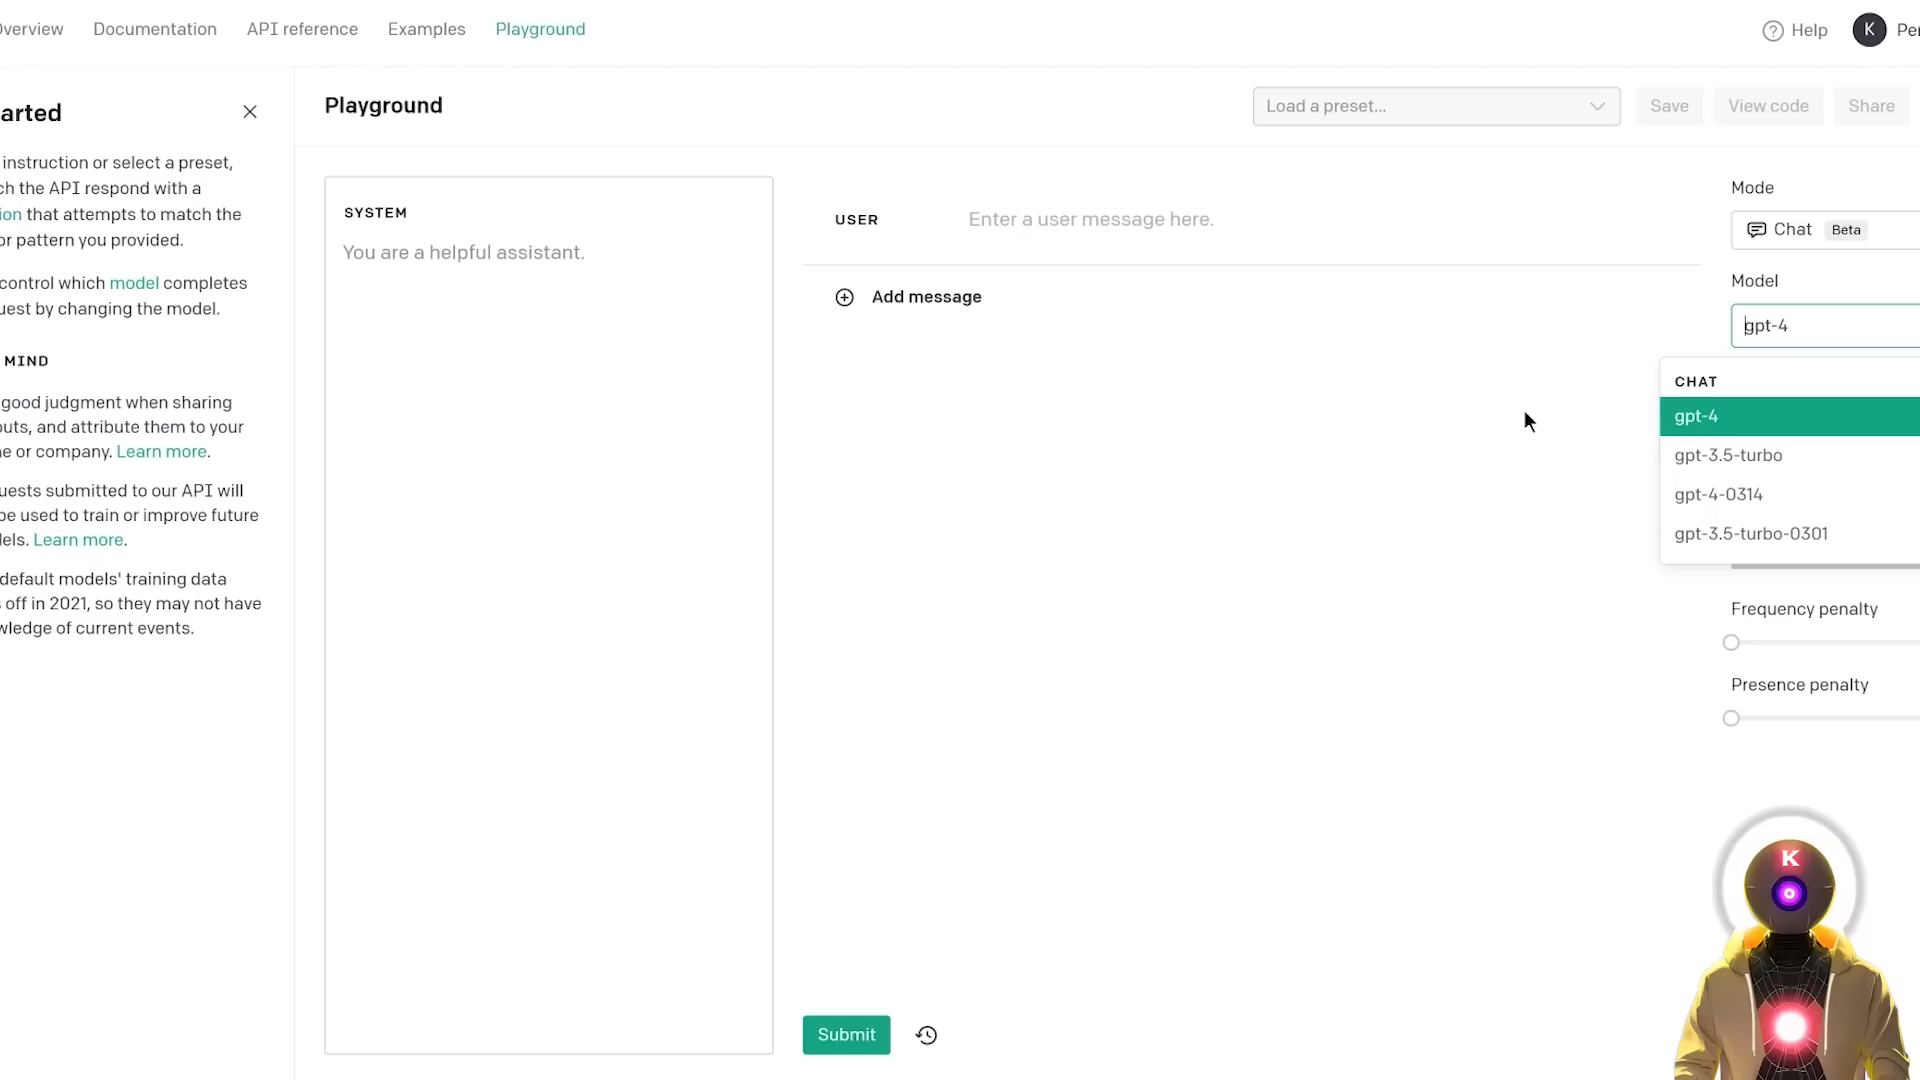 Overview Documentation API reference Examples Playground Help K Per
arted
instruction or select a preset,
ch the API respond with a
ion that attempts to match the
or pattern you provided.
control which model completes
uest by changing the model.
MIND
good judgment when sharing
outs, and attribute them to your
ne or company. Learn more.
uests submitted to our API will
be used to train or improve future
dels. Learn more.
default models' training data
s off in 2021, so they may not have
wledge of current events.
Playground
Load a preset... Save View code Share
SYSTEM
You are a helpful assistant.
USER Enter a user message here.
Add message
Submit
Mode
Chat Beta
Model
gpt-4
CHAT
gpt-4
gpt-3.5-turbo
gpt-4-0314
gpt-3.5-turbo-0301
Frequency penalty
Presence penalty
K